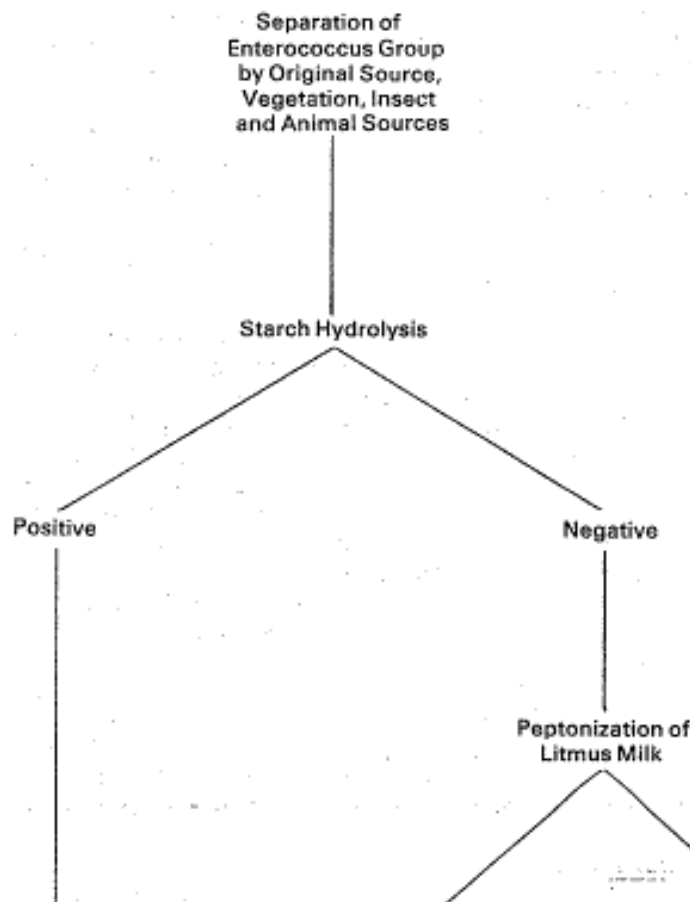 Separation of
Enterococcus Group
by Original Source,
Vegetation, Insect
and Animal Sources
Starch Hydrolysis
Positive
Negative
Peptonization of
Litmus Milk